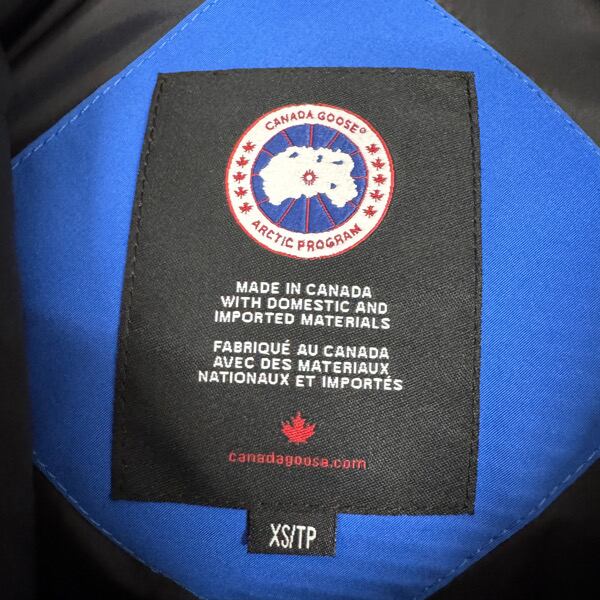 CANADA GOOSE®
ARCTIC PROGRAM
MADE IN CANADA
WITH DOMESTIC AND
IMPORTED MATERIALS
FABRIQUÉ AU CANADA
AVEC DES MATERIAUX
NATIONAUX ET IMPORTÉS
canadagoose.com
XS/TP